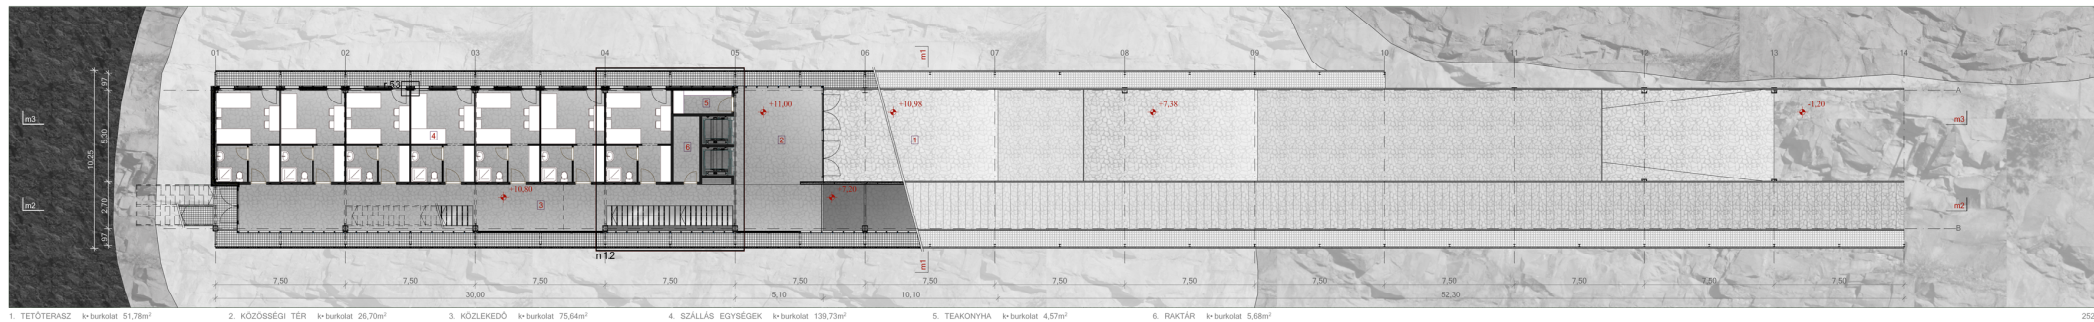 01 02 03 04 05 06 07 08 09 10 11 12 13 14
m1
,97
r 53
5
+11,00
+10,98
+7,38
-1,20
A
m3
m3
5,30
4
6
2
1
10,25
+10,80
+7,20
m2
m2
2,70
3
B
,97
m1
7,50 7,50 7,50 7,50 7,50 7,50 7,50 7,50 7,50 7,50 7,50 7,50
30,00 5,10 10,10 52,30
1. TETŐTERASZ k•burkolat 51,78m²
2. KÖZÖSSÉGI TÉR k•burkolat 26,70m²
3. KÖZLEKEDŐ k•burkolat 75,64m²
4. SZÁLLÁS EGYSÉGEK k•burkolat 139,73m²
5. TEAKONYHA k•burkolat 4,57m²
6. RAKTÁR k•burkolat 5,68m²